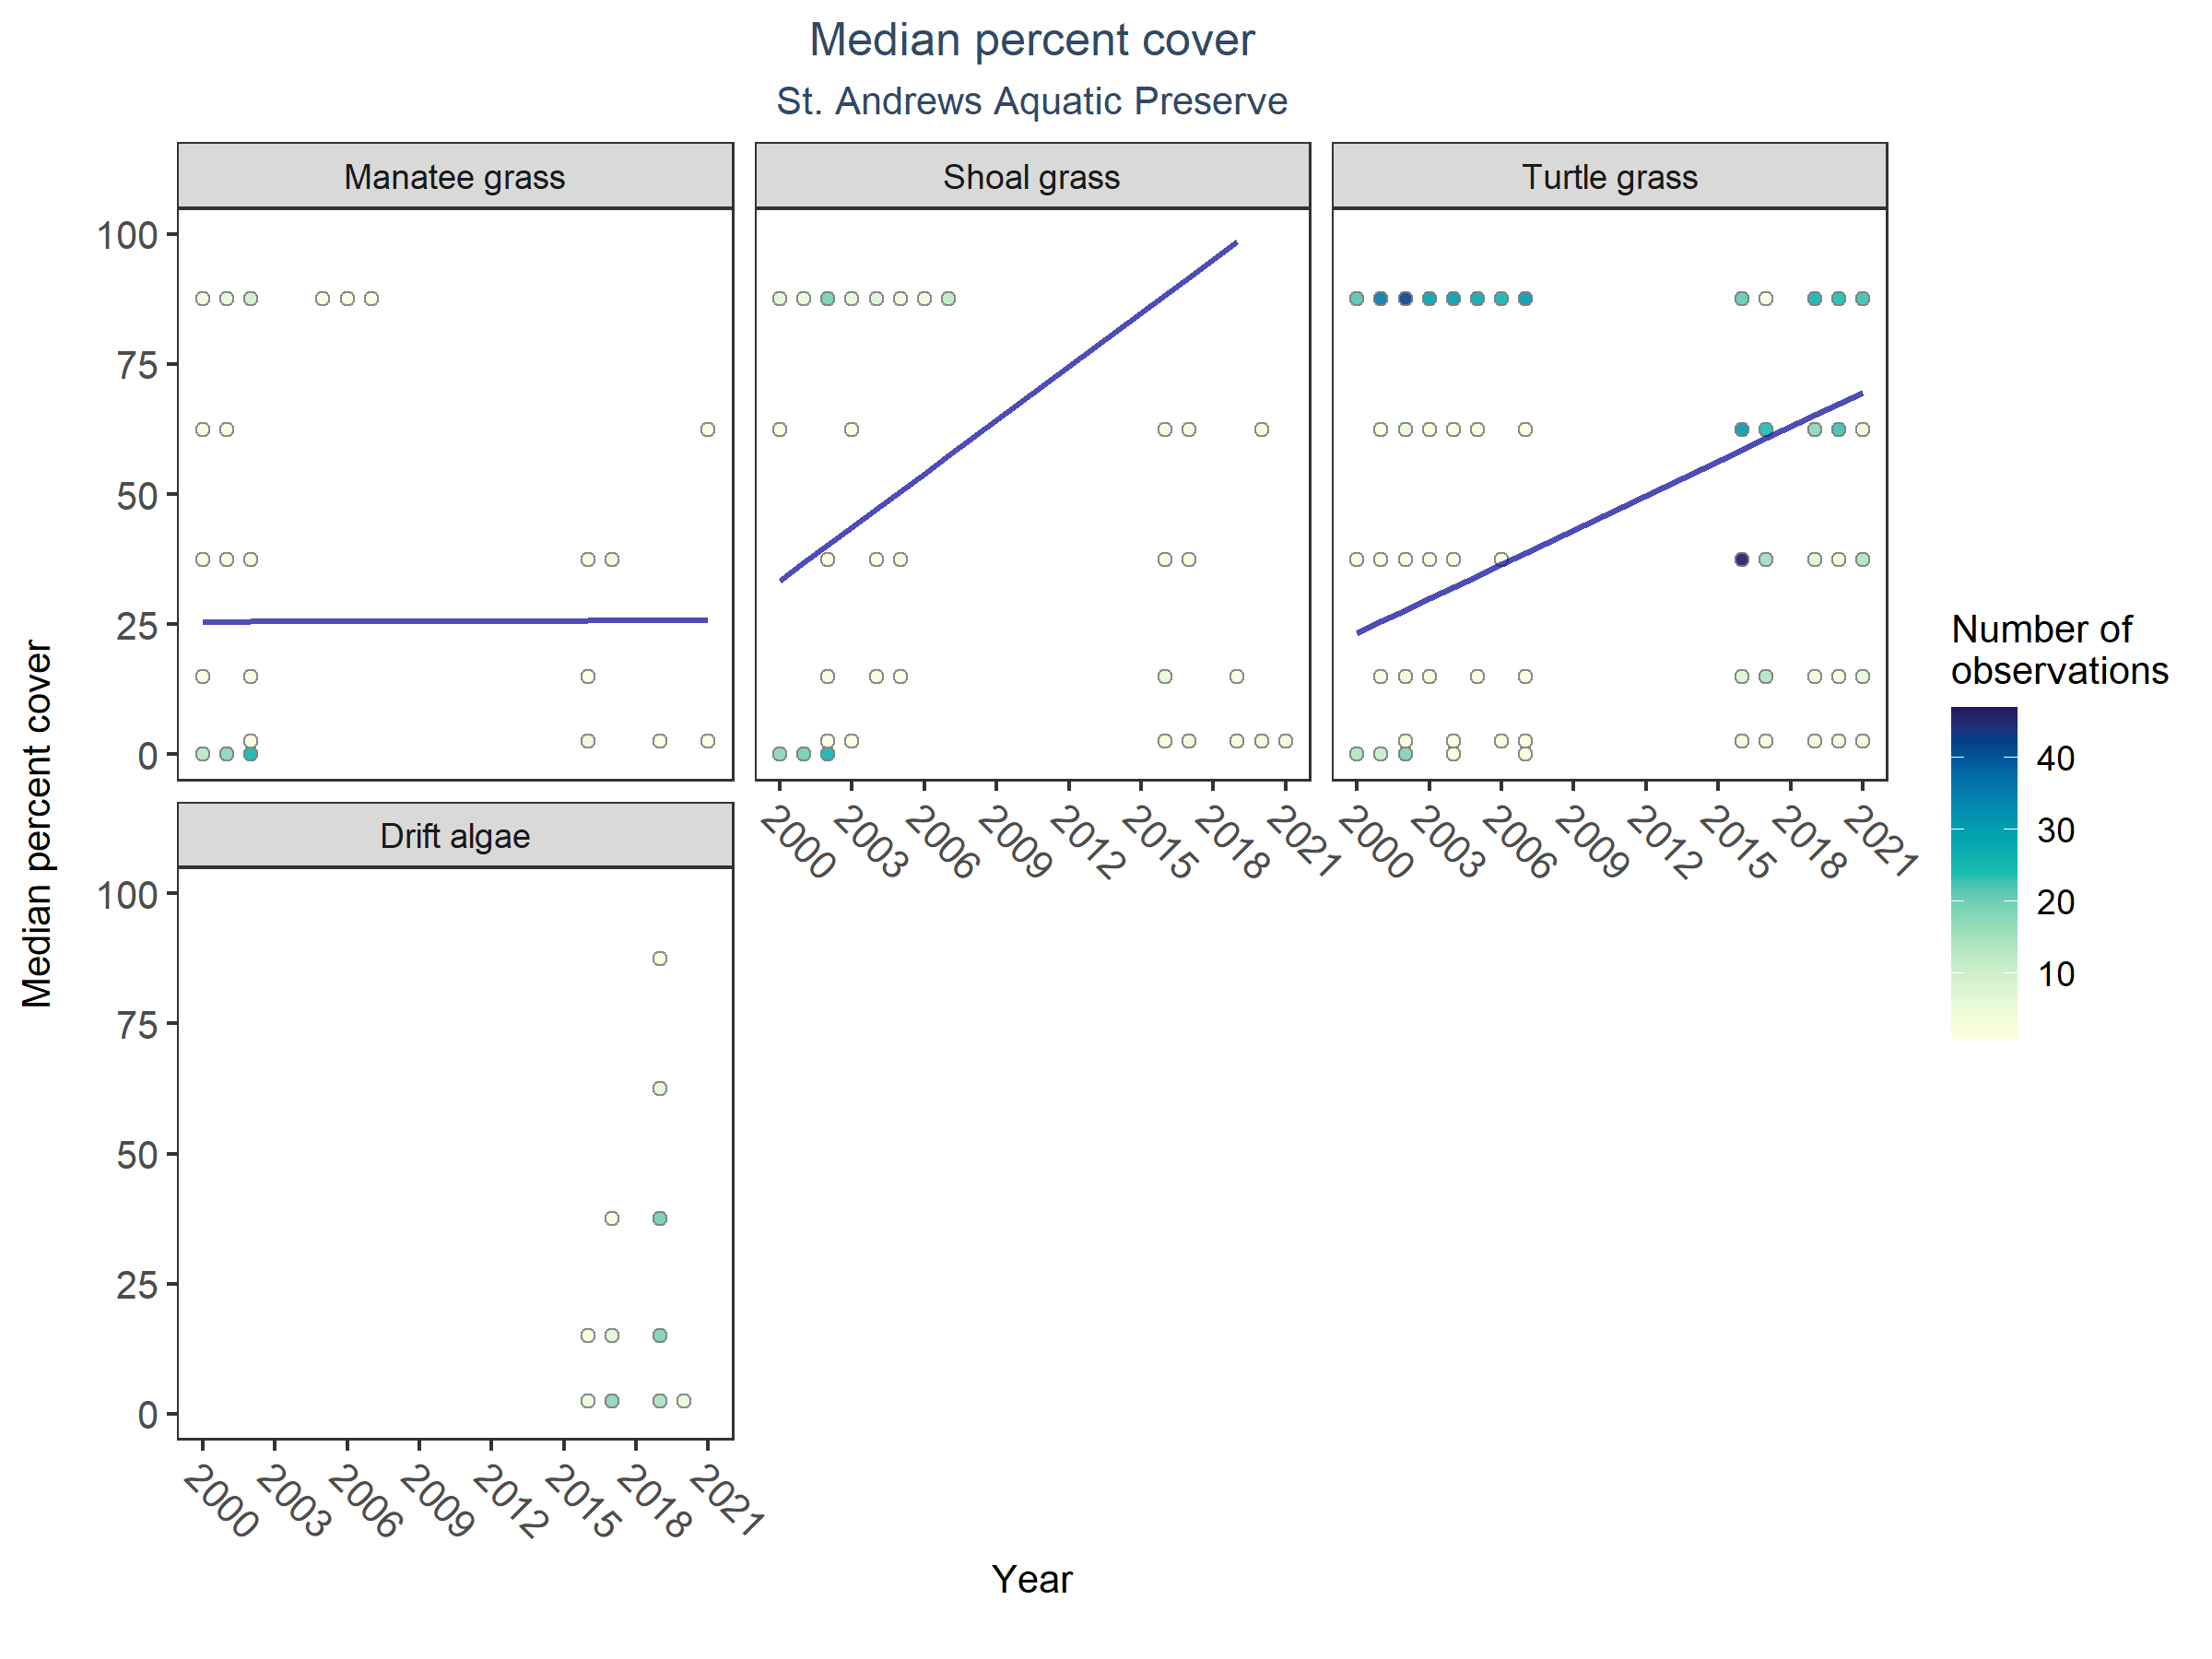 Median percent cover
St. Andrews Aquatic Preserve
Manatee grass
Shoal grass
Turtle grass
100
75
50
25
0
2000 2003 2006 2009 2012 2015 2018 2021
2000 2003 2006 2009 2012 2015 2018 2021
Drift algae
100
75
50
25
0
2000 2003 2006 2009 2012 2015 2018 2021
Median percent cover
Year
Number of
observations
40
30
20
10